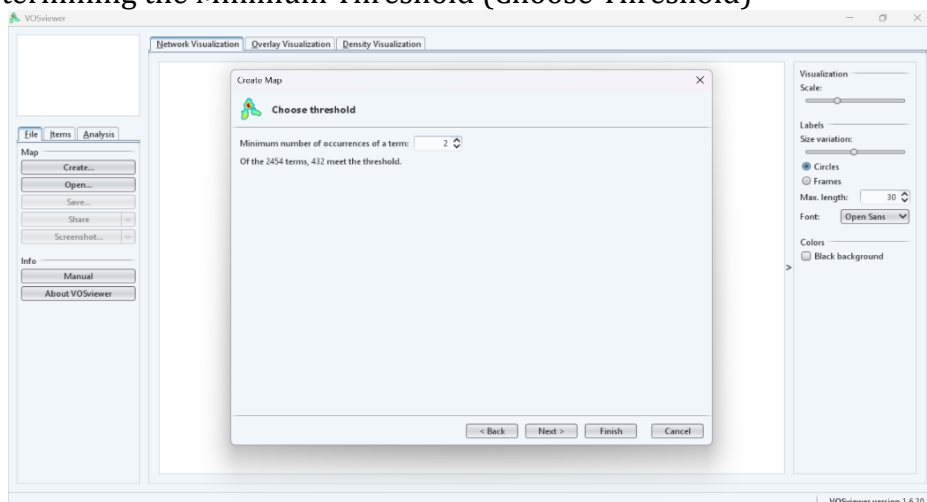 termining the Minimum Threshold (Choose Threshold)
VOSviewer
Network Visualization Overlay Visualization Density Visualization
File Items Analysis
Map
Create...
Open...
Save...
Share
Screenshot...
Info
Manual
About VOSviewer
Create Map
Choose threshold
Minimum number of occurrences of a term: 2
Of the 2454 terms, 432 meet the threshold.
< Back Next > Finish Cancel
Visualization
Scale:
Labels
Size variation:
Circles
Frames
Max. length: 30
Font: Open Sans
Colors
Black background
>
VOSviewer version 1.6.20